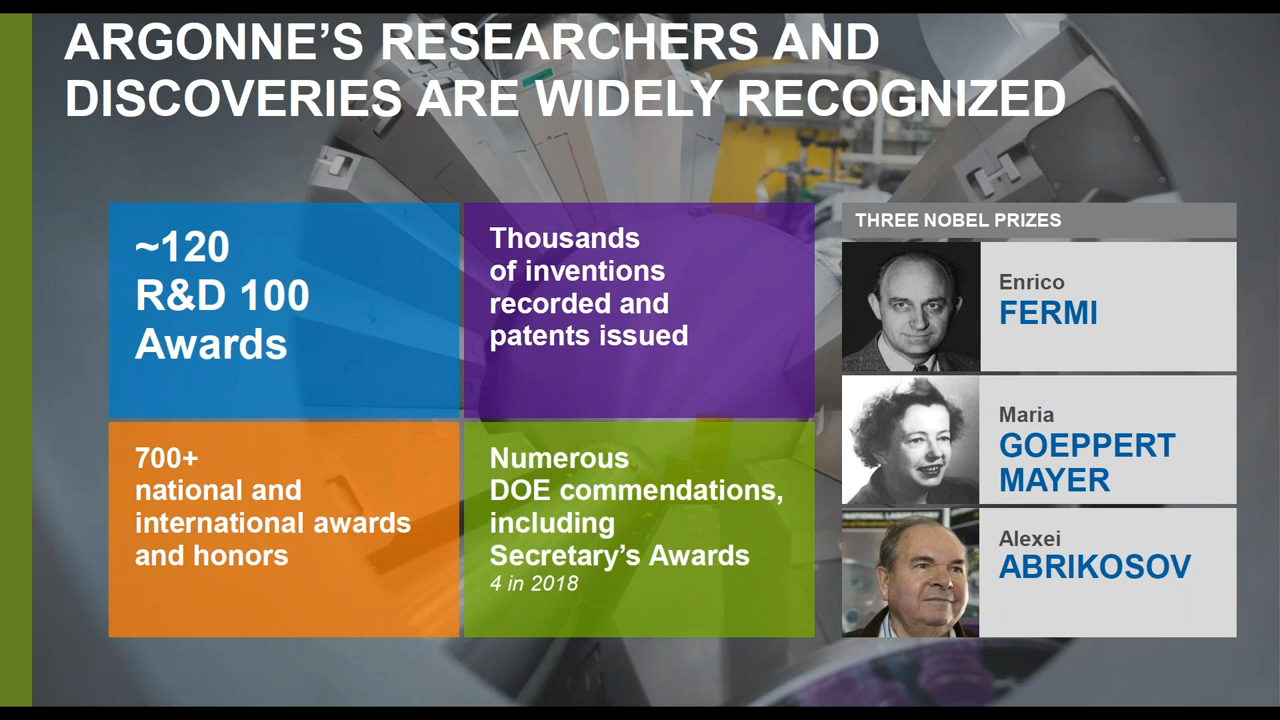 ARGONNE’S RESEARCHERS AND
DISCOVERIES ARE WIDELY RECOGNIZED
~120
R&D 100
Awards
Thousands
of inventions
recorded and
patents issued
700+
national and
international awards
and honors
Numerous
DOE commendations,
including
Secretary’s Awards
4 in 2018
THREE NOBEL PRIZES
Enrico
FERMI
Maria
GOEPPERT
MAYER
Alexei
ABRIKOSOV